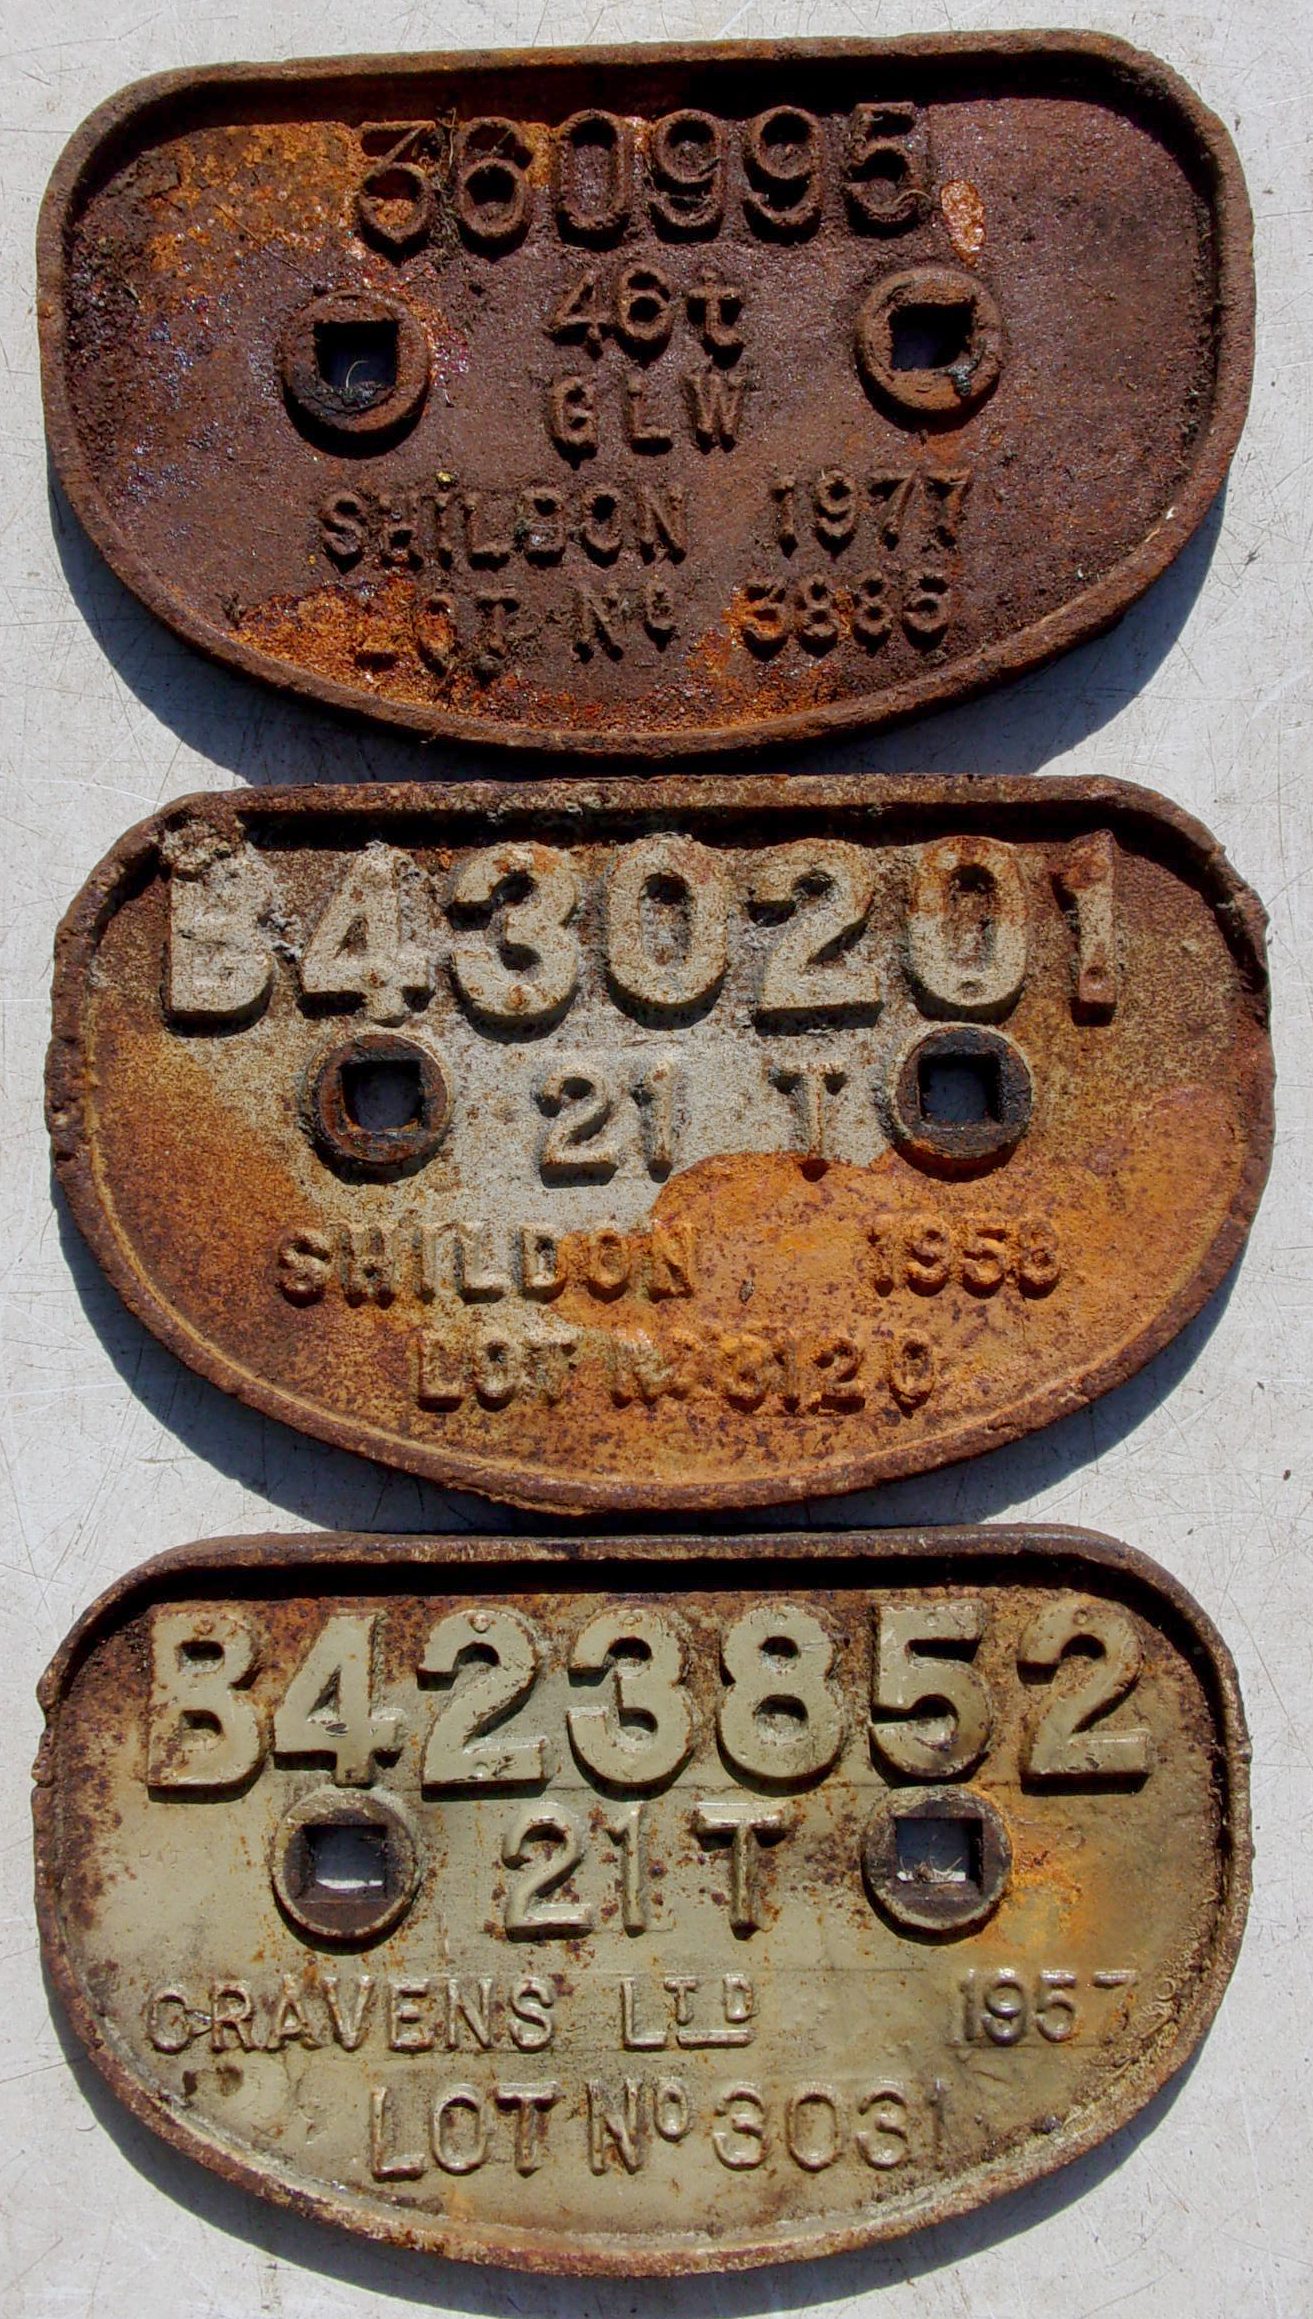 360995
46t
GLW
SHILDON 1977
LOT No 3885
B430201
21 T
SHILDON 1958
LOT No 3120
B423852
21T
CRAVENS LTD 1957
LOT No 3031